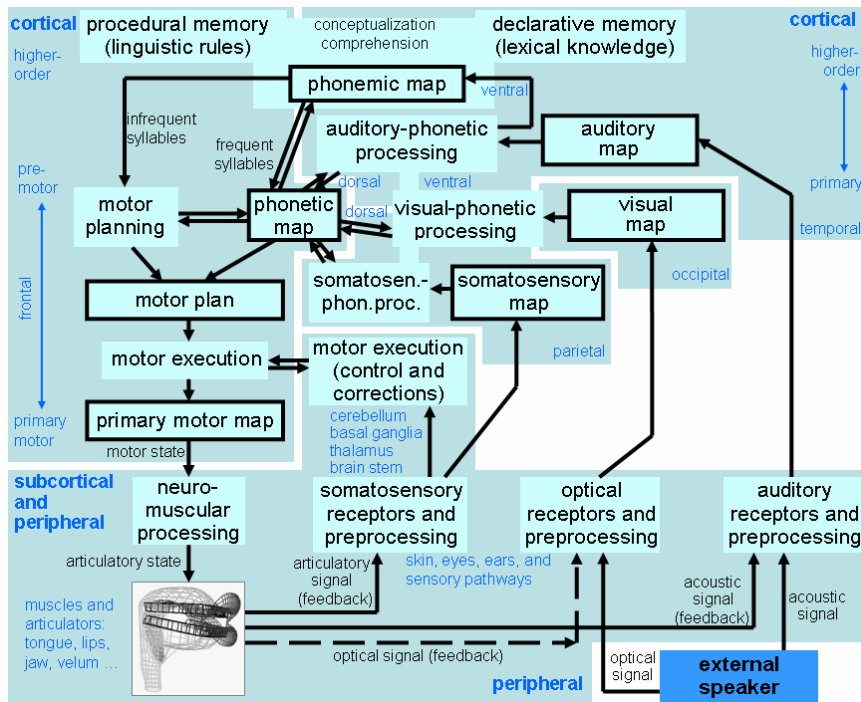 cortical
procedural memory
(linguistic rules)
conceptualization
comprehension
declarative memory
(lexical knowledge)
cortical
higher-
order
phonemic map
ventral
higher-
order
infrequent
syllables
frequent
syllables
auditory-phonetic
processing
auditory
map
pre-
motor
dorsal
ventral
primary
motor
planning
phonetic
map
dorsal
visual-phonetic
processing
visual
map
temporal
occipital
frontal
motor plan
somatosen.-
phon.proc.
somatosensory
map
parietal
motor execution
motor execution
(control and
corrections)
primary
motor
primary motor map
cerebellum
basal ganglia
thalamus
brain stem
motor state
subcortical
and
peripheral
neuro-
muscular
processing
somatosensory
receptors and
preprocessing
optical
receptors and
preprocessing
auditory
receptors and
preprocessing
articulatory state
articulatory
signal
(feedback)
skin, eyes, ears, and
sensory pathways
acoustic
signal
(feedback)
acoustic
signal
muscles and
articulators:
tongue, lips,
jaw, velum ...
optical signal (feedback)
optical
signal
external
speaker
peripheral